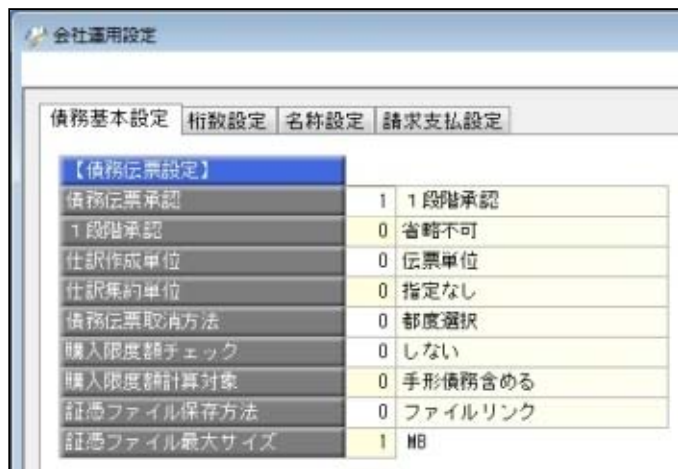 会社運用設定
債務基本設定 桁数設定 名称設定 請求支払設定
【債務伝票設定】
債務伝票承認 1 1段階承認
1段階承認 0 省略不可
仕訳作成単位 0 伝票単位
仕訳集約単位 0 指定なし
債務伝票取消方法 0 都度選択
購入限度額チェック 0 しない
購入限度額計算対象 0 手形債務含める
証憑ファイル保存方法 0 ファイルリンク
証憑ファイル最大サイズ 1 MB